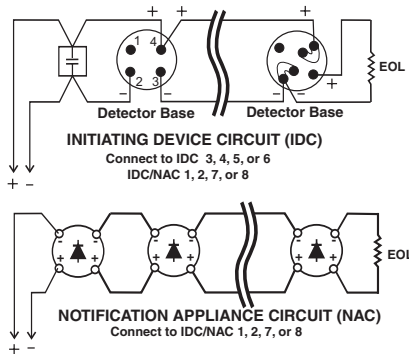 + +
1 4
2 3
- - - - +
EOL
Detector Base Detector Base
INITIATING DEVICE CIRCUIT (IDC)
Connect to IDC 3, 4, 5, or 6
IDC/NAC 1, 2, 7, or 8
+ -
- - - - - -
+ + + + + +
EOL
NOTIFICATION APPLIANCE CIRCUIT (NAC)
Connect to IDC/NAC 1, 2, 7, or 8
+ -